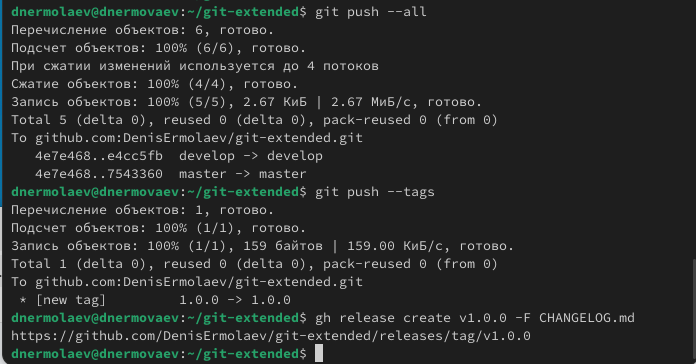 dnermolaev@dnermovaev:~/git-extended$ git push --all
Перечисление объектов: 6, готово.
Подсчет объектов: 100% (6/6), готово.
При сжатии изменений используется до 4 потоков
Сжатие объектов: 100% (4/4), готово.
Запись объектов: 100% (5/5), 2.67 КиБ | 2.67 МиБ/с, готово.
Total 5 (delta 0), reused 0 (delta 0), pack-reused 0 (from 0)
To github.com:DenisErmolaev/git-extended.git
   4e7e468..e4cc5fb  develop -> develop
   4e7e468..7543360  master -> master
dnermolaev@dnermovaev:~/git-extended$ git push --tags
Перечисление объектов: 1, готово.
Подсчет объектов: 100% (1/1), готово.
Запись объектов: 100% (1/1), 159 байтов | 159.00 КиБ/с, готово.
Total 1 (delta 0), reused 0 (delta 0), pack-reused 0 (from 0)
To github.com:DenisErmolaev/git-extended.git
 * [new tag]         1.0.0 -> 1.0.0
dnermolaev@dnermovaev:~/git-extended$ gh release create v1.0.0 -F CHANGELOG.md
https://github.com/DenisErmolaev/git-extended/releases/tag/v1.0.0
dnermolaev@dnermovaev:~/git-extended$